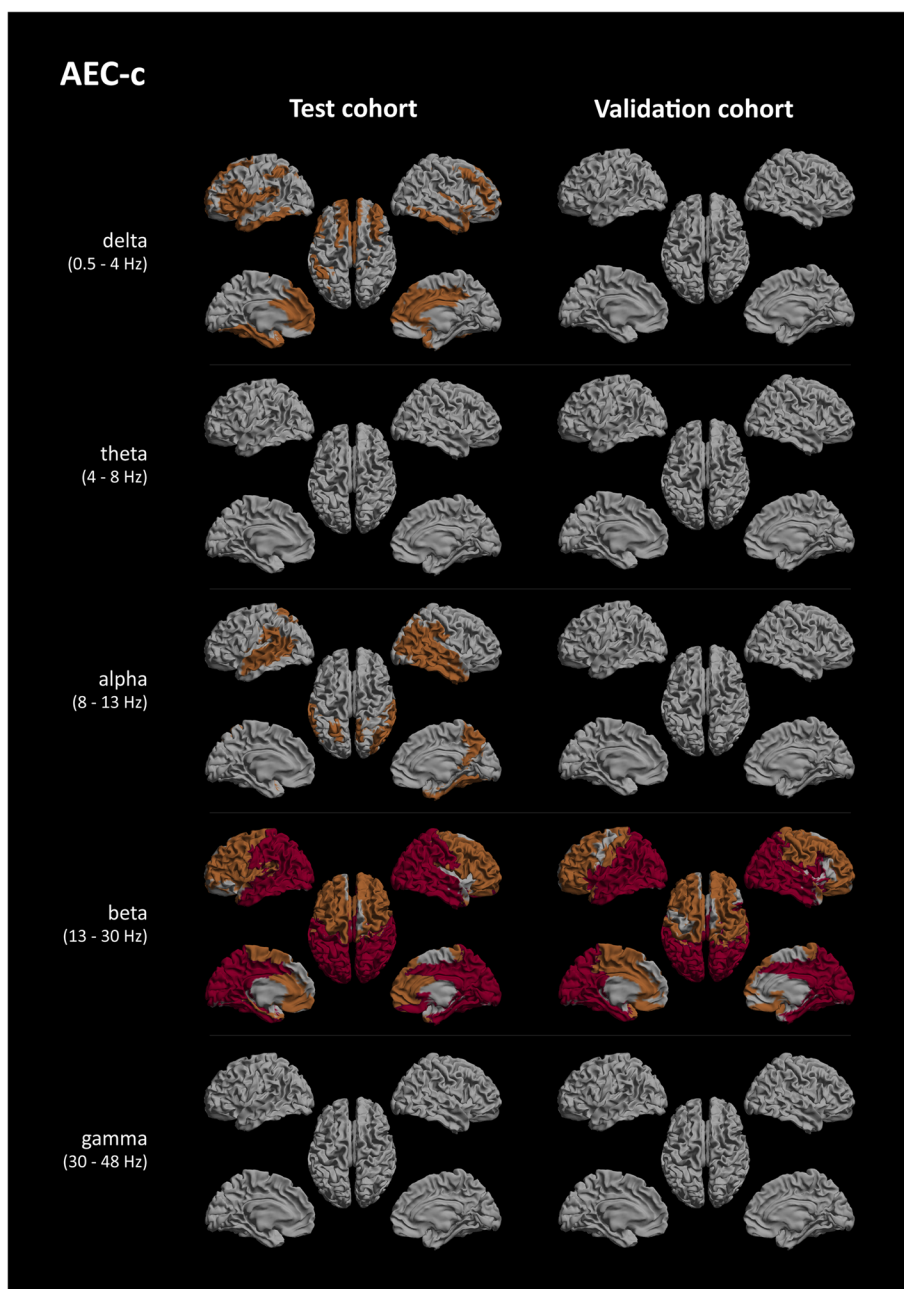 AEC-c
Test cohort
Validation cohort
delta
(0.5 - 4 Hz)
theta
(4 - 8 Hz)
alpha
(8 - 13 Hz)
beta
(13 - 30 Hz)
gamma
(30 - 48 Hz)